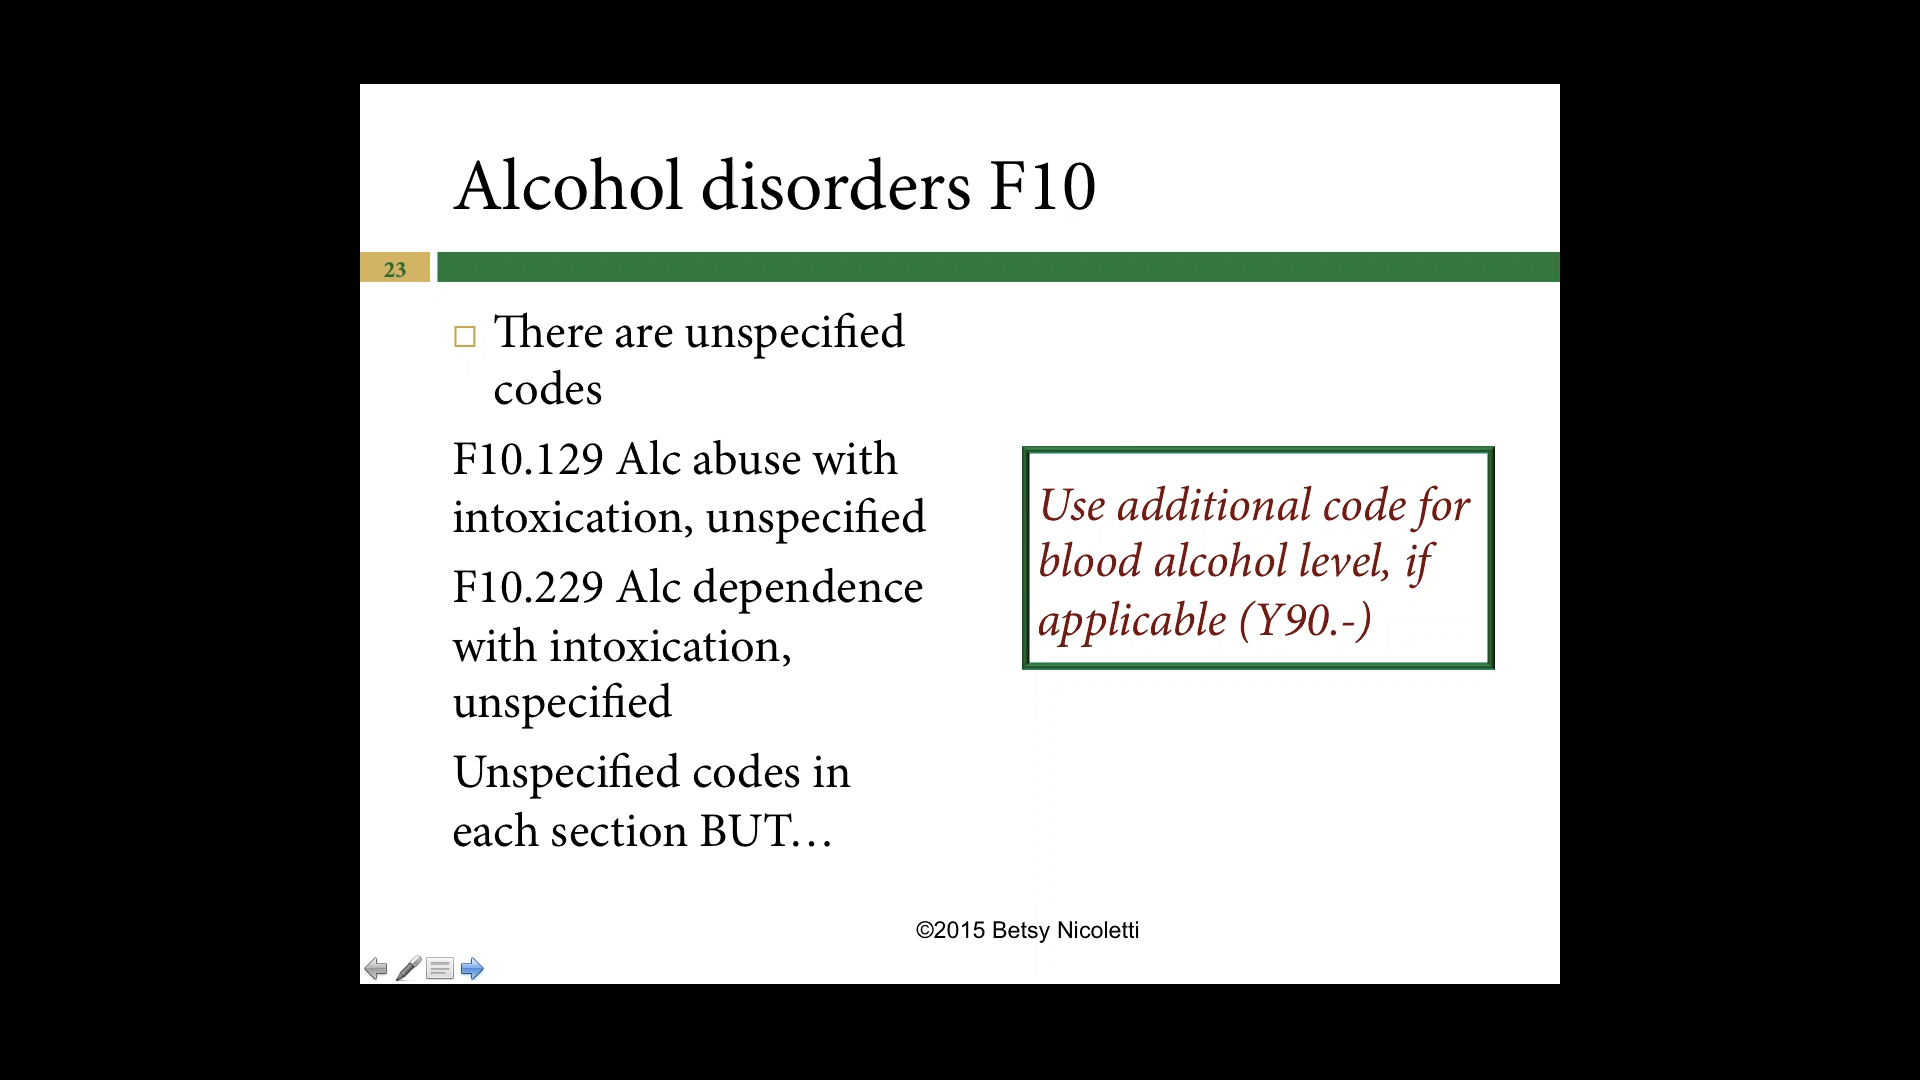 Alcohol disorders F10
23
There are unspecified
codes
F10.129 Alc abuse with
intoxication, unspecified
F10.229 Alc dependence
with intoxication,
unspecified
Unspecified codes in
each section BUT…
Use additional code for
blood alcohol level, if
applicable (Y90.-)
©2015 Betsy Nicoletti